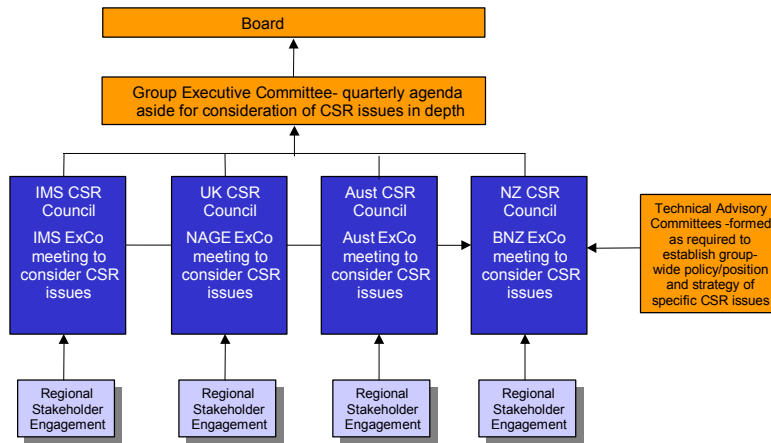 Board
Group Executive Committee- quarterly agenda
aside for consideration of CSR issues in depth
IMS CSR
Council
IMS ExCo
meeting to
consider CSR
issues
UK CSR
Council
NAGE ExCo
meeting to
consider CSR
issues
Aust CSR
Council
Aust ExCo
meeting to
consider CSR
issues
NZ CSR
Council
BNZ ExCo
meeting to
consider CSR
issues
Technical Advisory
Committees -formed
as required to
establish group-
wide policy/position
and strategy of
specific CSR issues
Regional
Stakeholder
Engagement
Regional
Stakeholder
Engagement
Regional
Stakeholder
Engagement
Regional
Stakeholder
Engagement